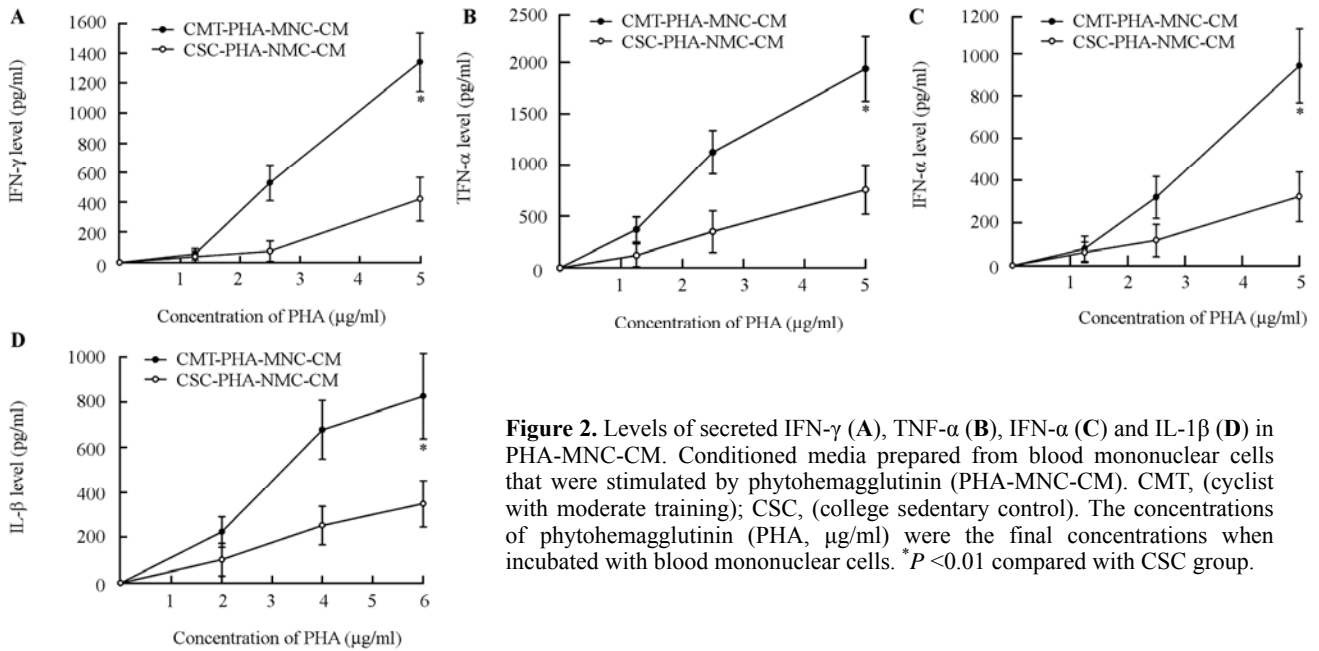 A
IFN-γ level (pg/ml)
1600
1400
1200
1000
800
600
400
200
0
CMT-PHA-MNC-CM
CSC-PHA-NMC-CM
*
1 2 3 4 5
Concentration of PHA (µg/ml)
B
TFN-α level (pg/ml)
2500
2000
1500
1000
500
0
CMT-PHA-MNC-CM
CSC-PHA-NMC-CM
*
1 2 3 4 5
Concentration of PHA (µg/ml)
C
IFN-α level (pg/ml)
1200
1000
800
600
400
200
0
CMT-PHA-MNC-CM
CSC-PHA-NMC-CM
*
1 2 3 4 5
Concentration of PHA (µg/ml)
D
IL-β level (pg/ml)
1000
800
600
400
200
0
CMT-PHA-MNC-CM
CSC-PHA-NMC-CM
*
1 2 3 4 5 6
Concentration of PHA (µg/ml)
Figure 2. Levels of secreted IFN-γ (A), TNF-α (B), IFN-α (C) and IL-1β (D) in
PHA-MNC-CM. Conditioned media prepared from blood mononuclear cells
that were stimulated by phytohemagglutinin (PHA-MNC-CM). CMT, (cyclist
with moderate training); CSC, (college sedentary control). The concentrations
of phytohemagglutinin (PHA, µg/ml) were the final concentrations when
incubated with blood mononuclear cells. *P <0.01 compared with CSC group.